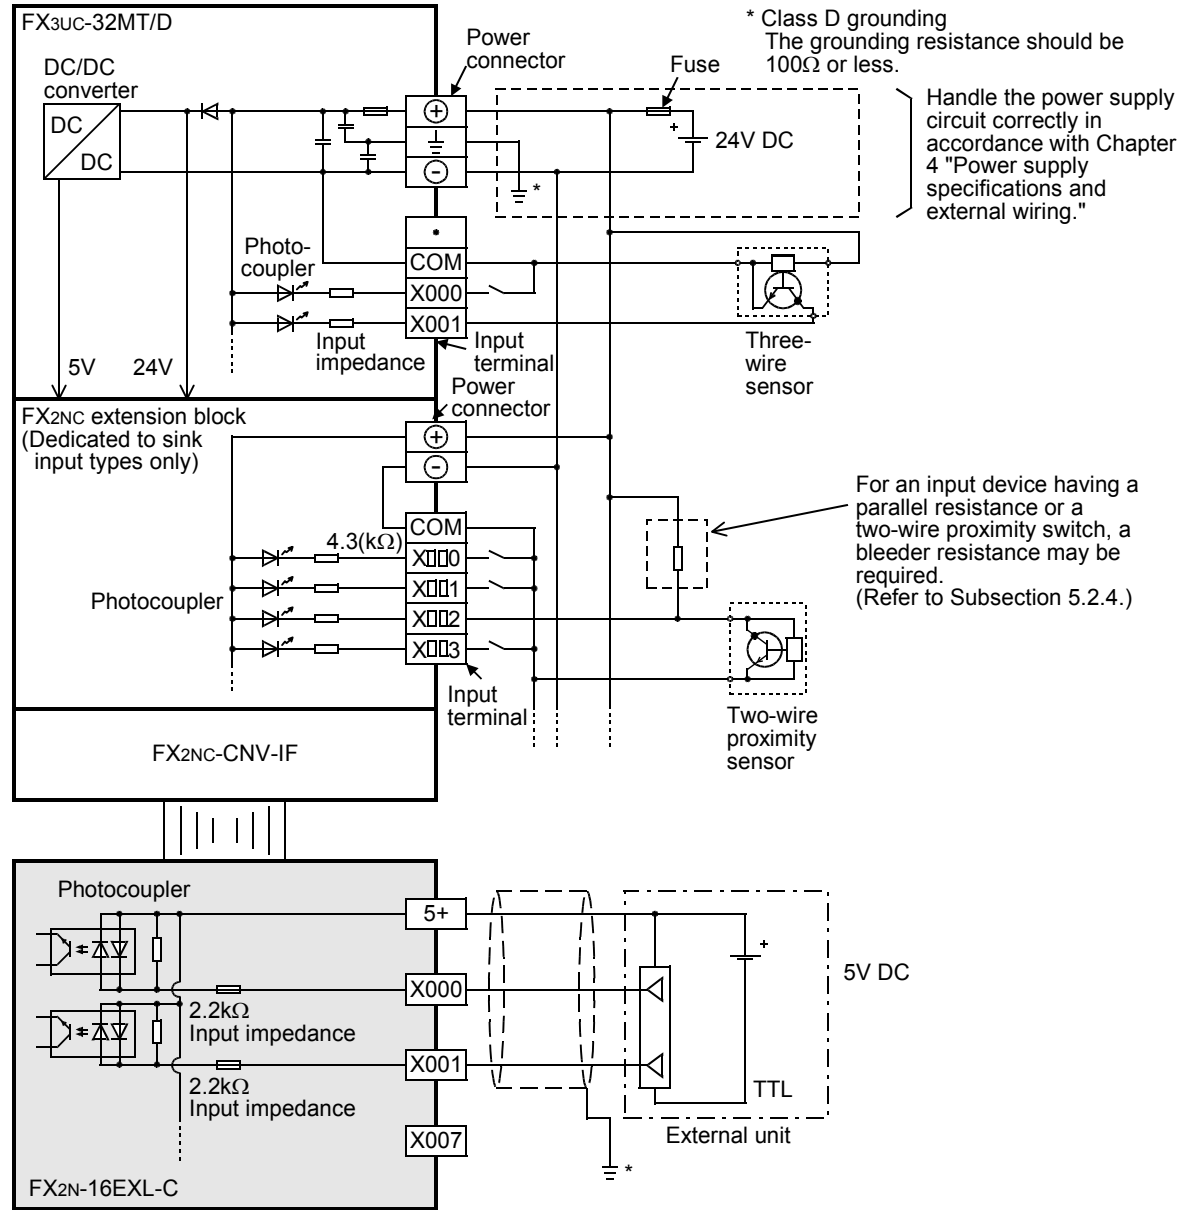 FX3UC-32MT/D
* Class D grounding
The grounding resistance should be
100Ω or less.
Power
connector
Fuse
DC/DC
converter
DC
DC
+
24V DC
*
Handle the power supply
circuit correctly in
accordance with Chapter
4 "Power supply
specifications and
external wiring."
Photo-
coupler
COM
X000
X001
Input
impedance
Input
terminal
Three-
wire
sensor
5V
24V
Power
connector
FX2NC extension block
(Dedicated to sink
input types only)
COM
4.3(kΩ)
X▯▯0
X▯▯1
X▯▯2
X▯▯3
Photocoupler
For an input device having a
parallel resistance or a
two-wire proximity switch, a
bleeder resistance may be
required.
(Refer to Subsection 5.2.4.)
Input
terminal
Two-wire
proximity
sensor
FX2NC-CNV-IF
Photocoupler
5+
+
5V DC
X000
2.2kΩ
Input impedance
X001
2.2kΩ
Input impedance
TTL
External unit
X007
*
FX2N-16EXL-C